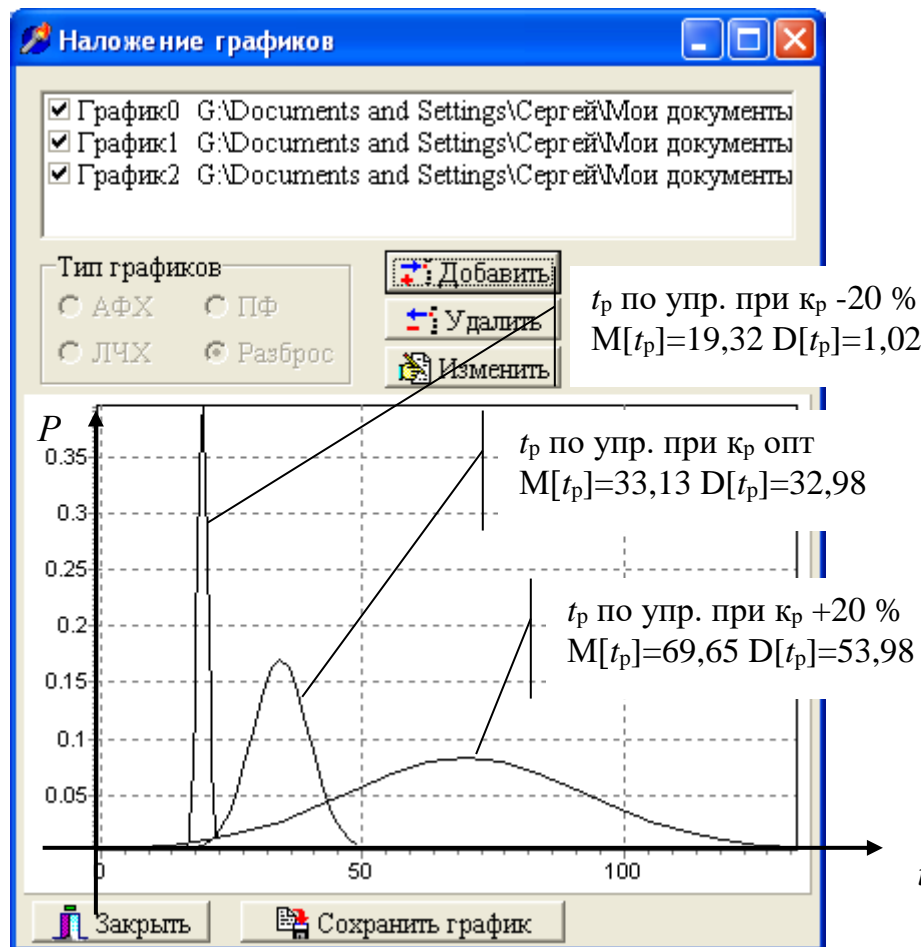 Наложение графиков
График0 G:\Documents and Settings\Сергей\Мои документы
График1 G:\Documents and Settings\Сергей\Мои документы
График2 G:\Documents and Settings\Сергей\Мои документы
Тип графиков
АФХ ПФ
ЛЧХ Разброс
Добавить
Удалить
Изменить
tр по упр. при кр -20 %
M[tр]=19,32 D[tр]=1,02
P
tр по упр. при кр опт
M[tр]=33,13 D[tр]=32,98
tр по упр. при кр +20 %
M[tр]=69,65 D[tр]=53,98
0.35
0.3
0.25
0.2
0.15
0.1
0.05
0 50 100
t
Закрыть Сохранить график